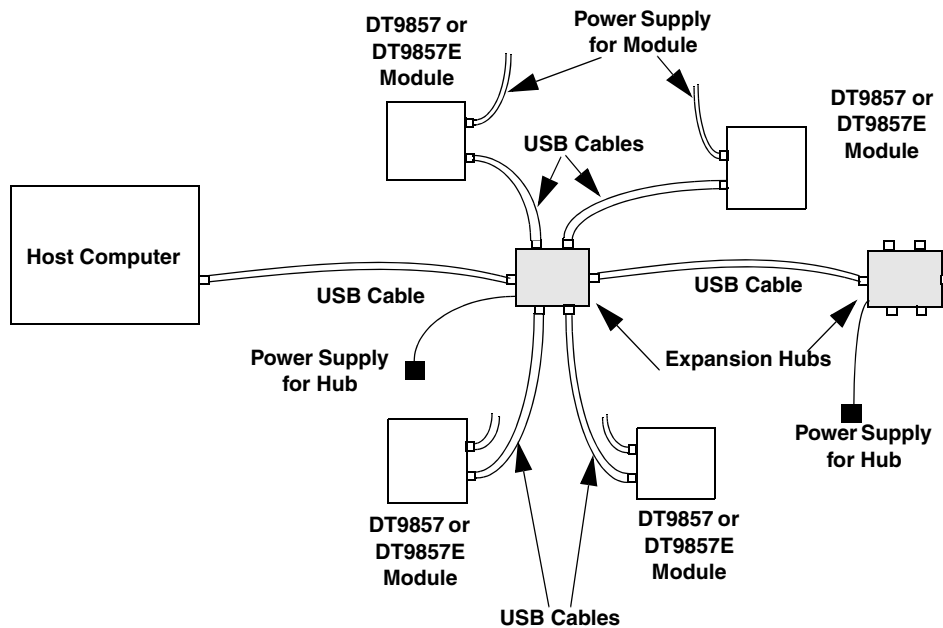 DT9857 or
DT9857E
Module
Power Supply
for Module
DT9857 or
DT9857E
Module
USB Cables
Host Computer
USB Cable
USB Cable
Power Supply
for Hub
Expansion Hubs
Power Supply
for Hub
DT9857 or
DT9857E
Module
DT9857 or
DT9857E
Module
USB Cables